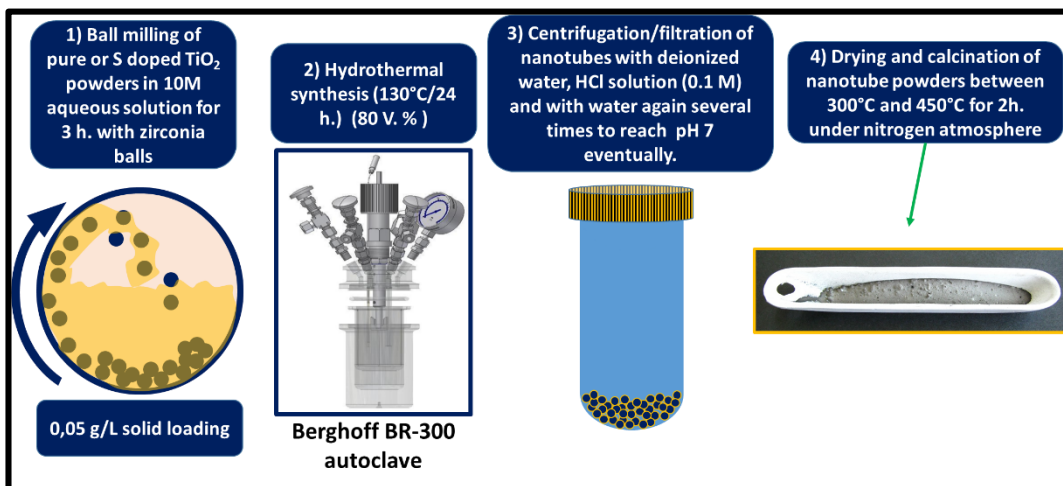 1) Ball milling of
pure or S doped TiO₂
powders in 10M
aqueous solution for
3 h. with zirconia
balls
0,05 g/L solid loading
2) Hydrothermal
synthesis (130°C/24
h.) (80 V. % )
Berghoff BR-300
autoclave
3) Centrifugation/filtration of
nanotubes with deionized
water, HCl solution (0.1 M)
and with water again several
times to reach pH 7
eventually.
4) Drying and calcination of
nanotube powders between
300°C and 450°C for 2h.
under nitrogen atmosphere